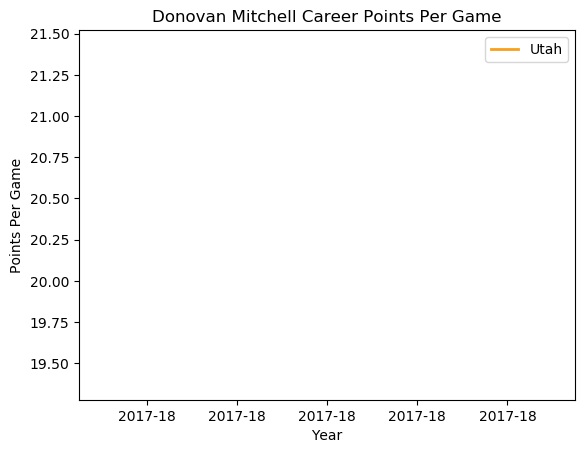 Donovan Mitchell Career Points Per Game
Utah
Points Per Game
21.50
21.25
21.00
20.75
20.50
20.25
20.00
19.75
19.50
2017-18 2017-18 2017-18 2017-18 2017-18
Year